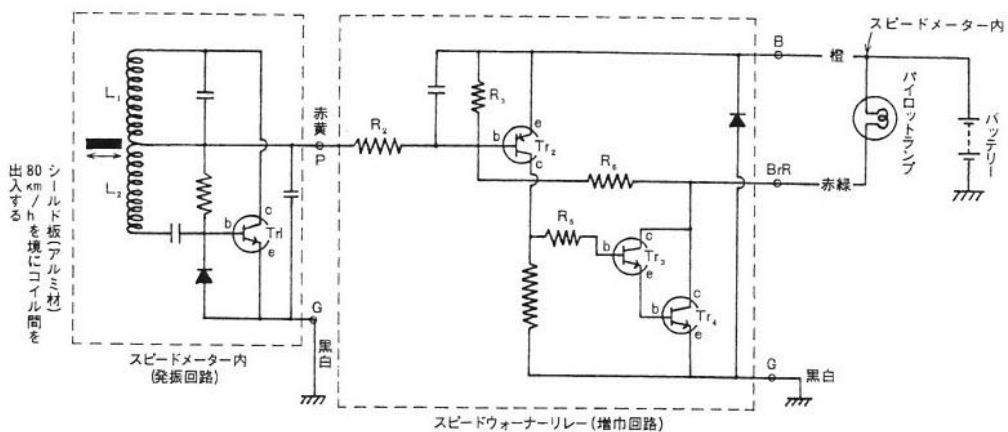 スピードメーター内
B
橙
L₁
赤黄
P
R₂
R₃
b
e
Tr₂
c
パイロットランプ
バッテリー
L₂
R₆
BrR
赤緑
シールド板(アルミ材)
80km/hを境にコイル間を
出入する
b
c
Tr1
e
R₅
b
c
Tr₃
e
b
c
Tr₄
e
G
黒白
G
黒白
スピードメーター内
(発振回路)
スピードウォーナーリレー(増巾回路)